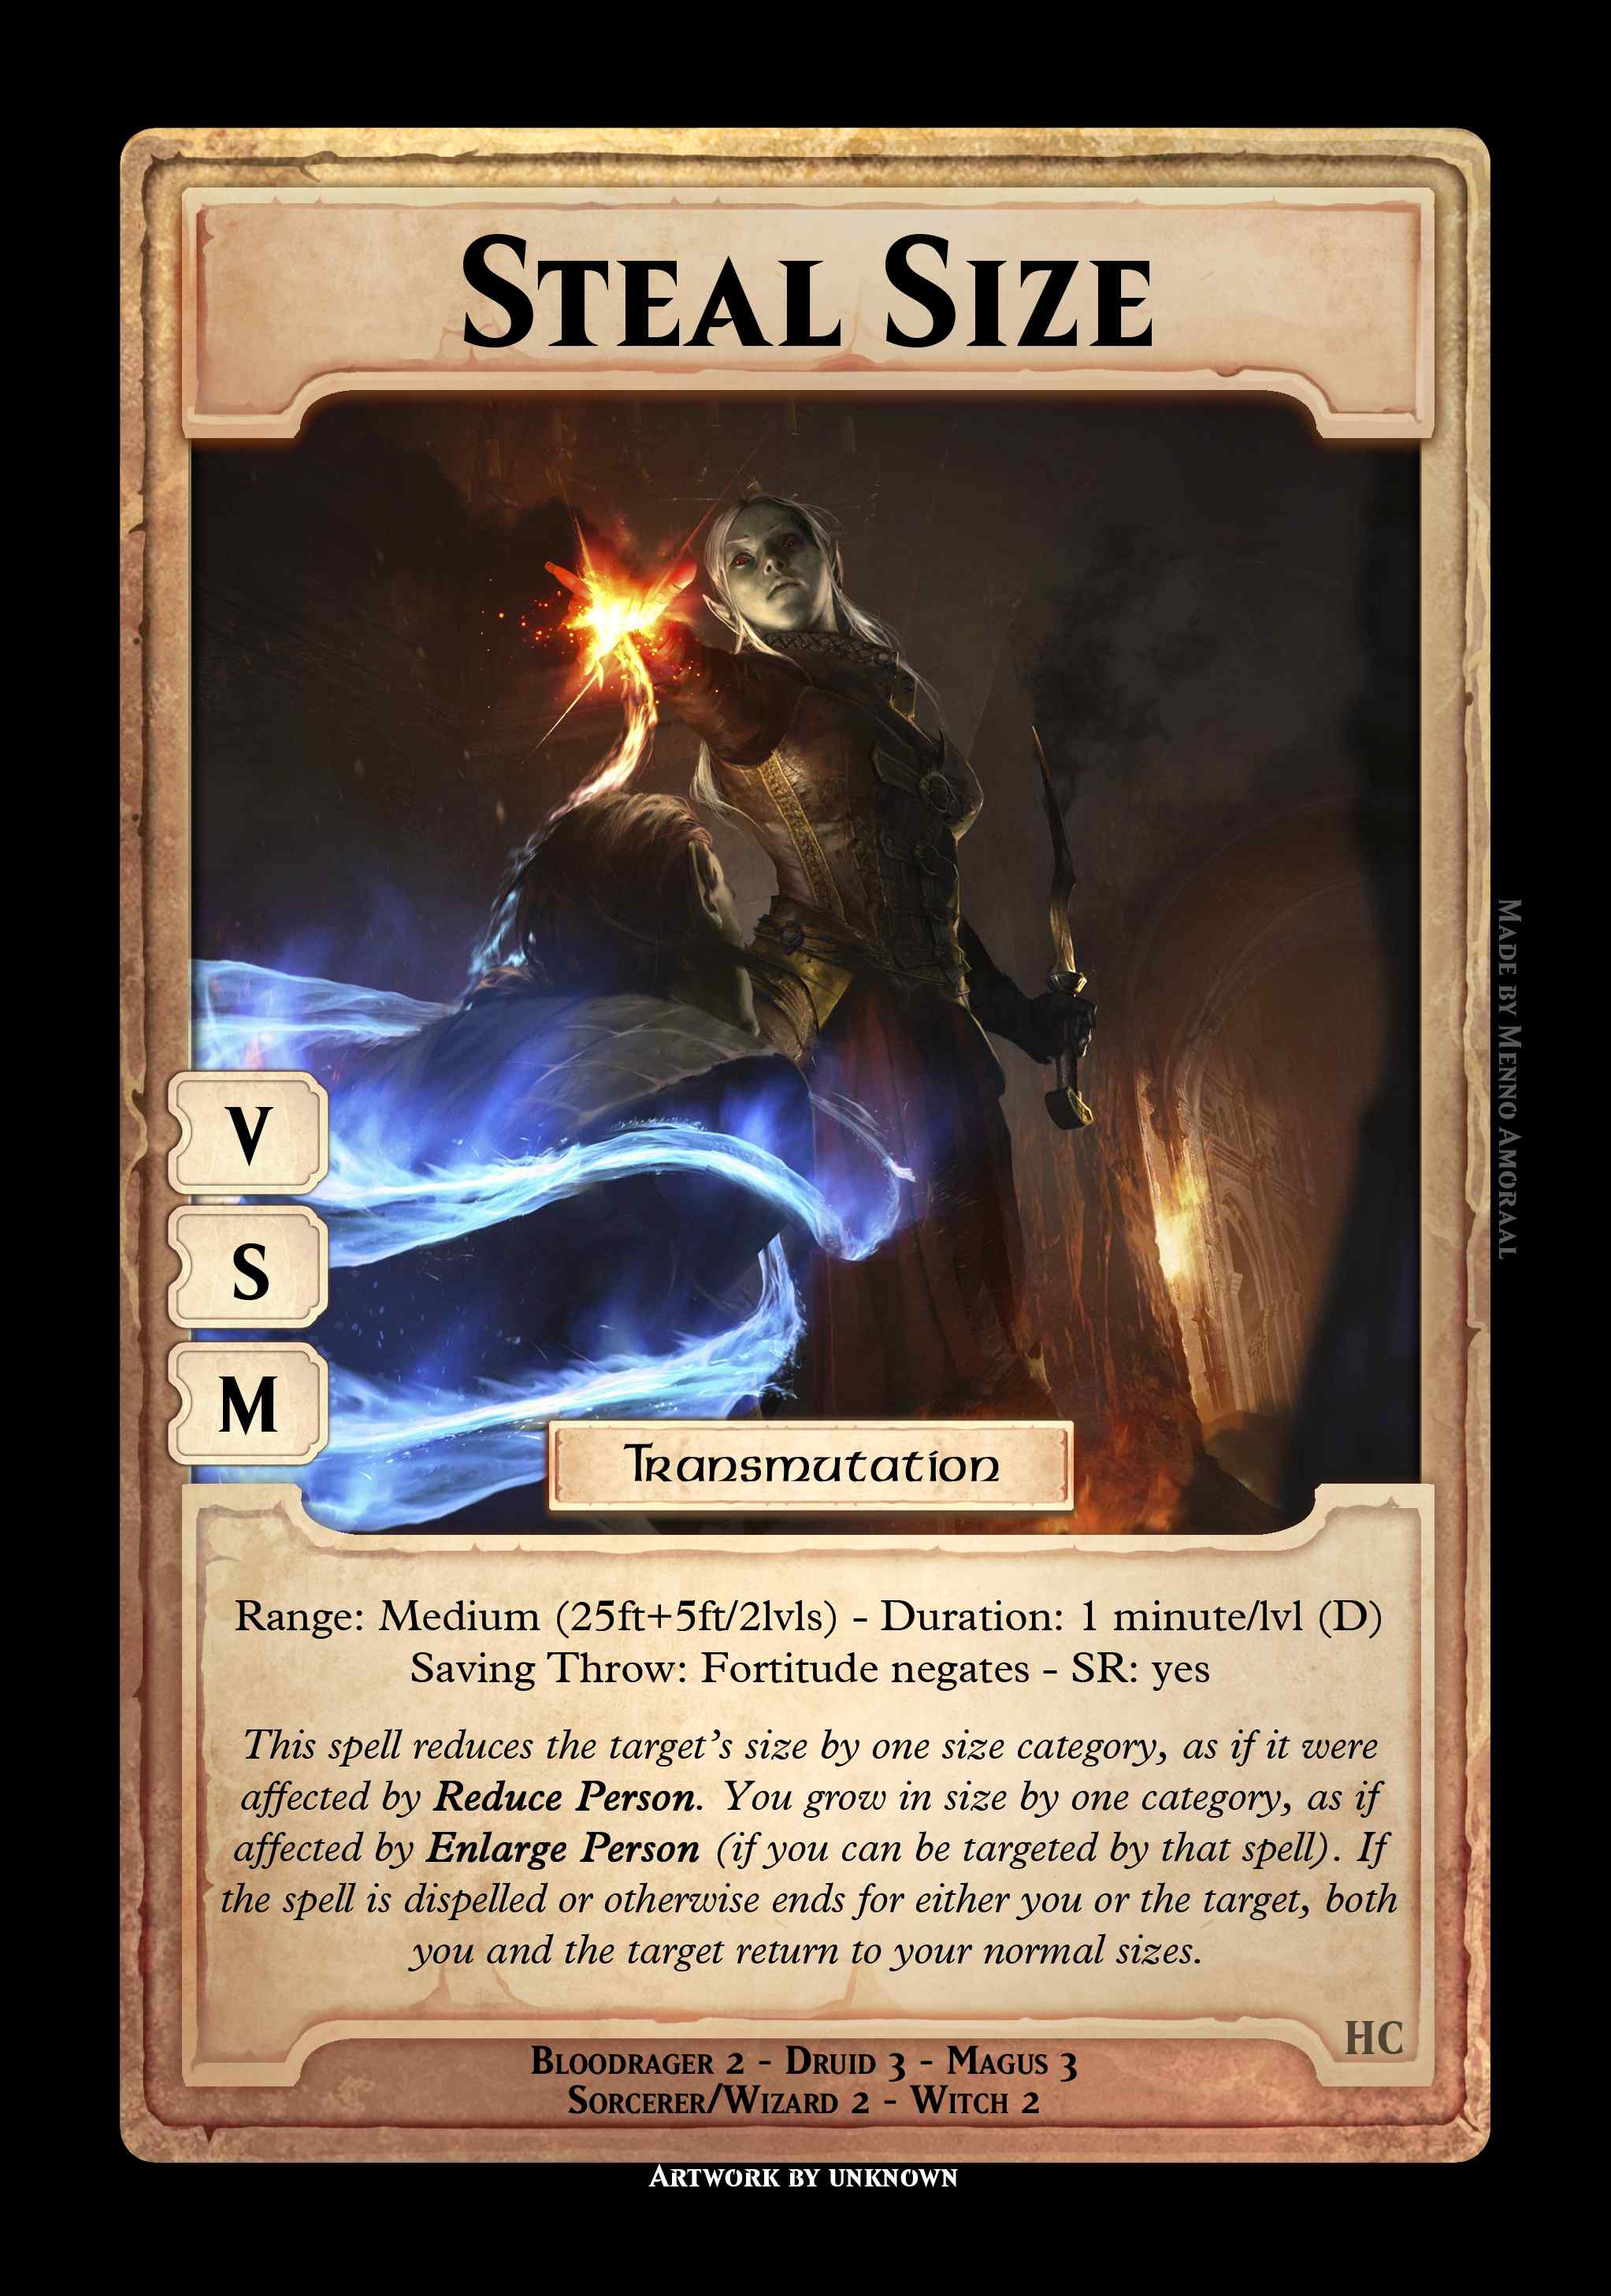 Steal Size
V
S
M
Transmutation
Range: Medium (25ft+5ft/2lvls) - Duration: 1 minute/lvl (D)
Saving Throw: Fortitude negates - SR: yes
This spell reduces the target's size by one size category, as if it were
affected by Reduce Person. You grow in size by one category, as if
affected by Enlarge Person (if you can be targeted by that spell). If
the spell is dispelled or otherwise ends for either you or the target, both
you and the target return to your normal sizes.
HC
Bloodrager 2 - Druid 3 - Magus 3
Sorcerer/Wizard 2 - Witch 2
Artwork by unknown
Made by Menno Amoraal